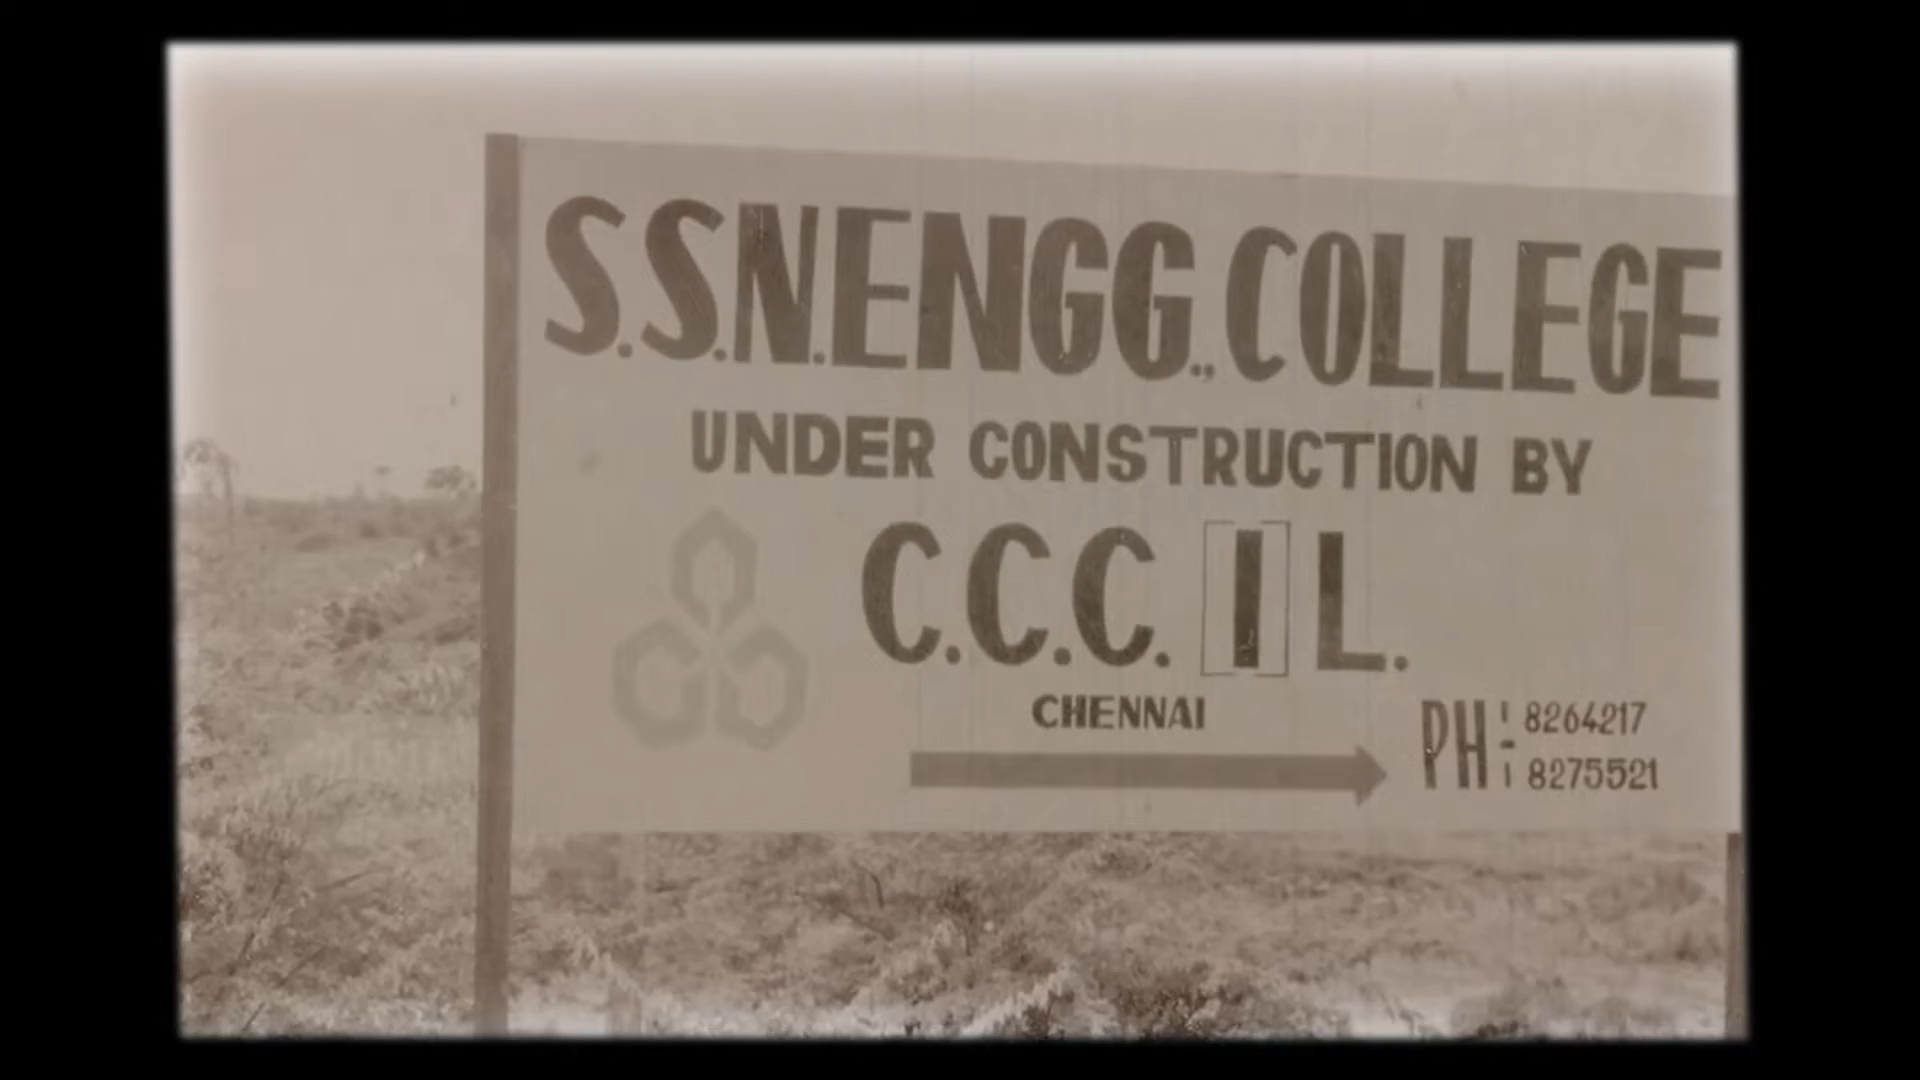 S.S.N.ENGG., COLLEGE
UNDER CONSTRUCTION BY
C.C.C. [I] L.
CHENNAI
PH:- 8264217
8275521